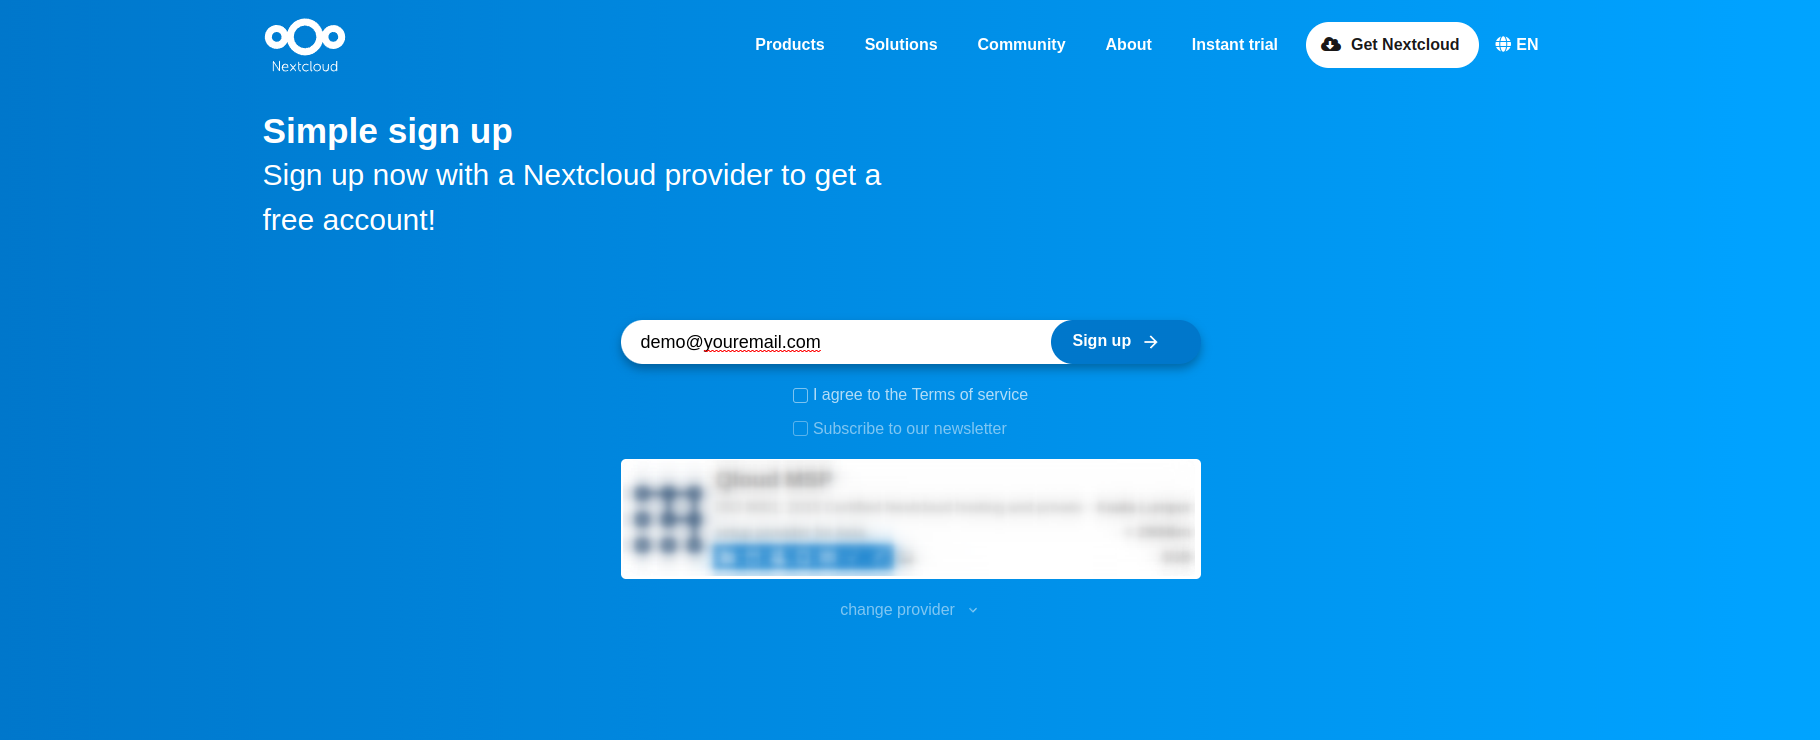 Nextcloud
Products
Solutions
Community
About
Instant trial
Get Nextcloud
EN
Simple sign up
Sign up now with a Nextcloud provider to get a
free account!
demo@youremail.com
Sign up
I agree to the Terms of service
Subscribe to our newsletter
change provider